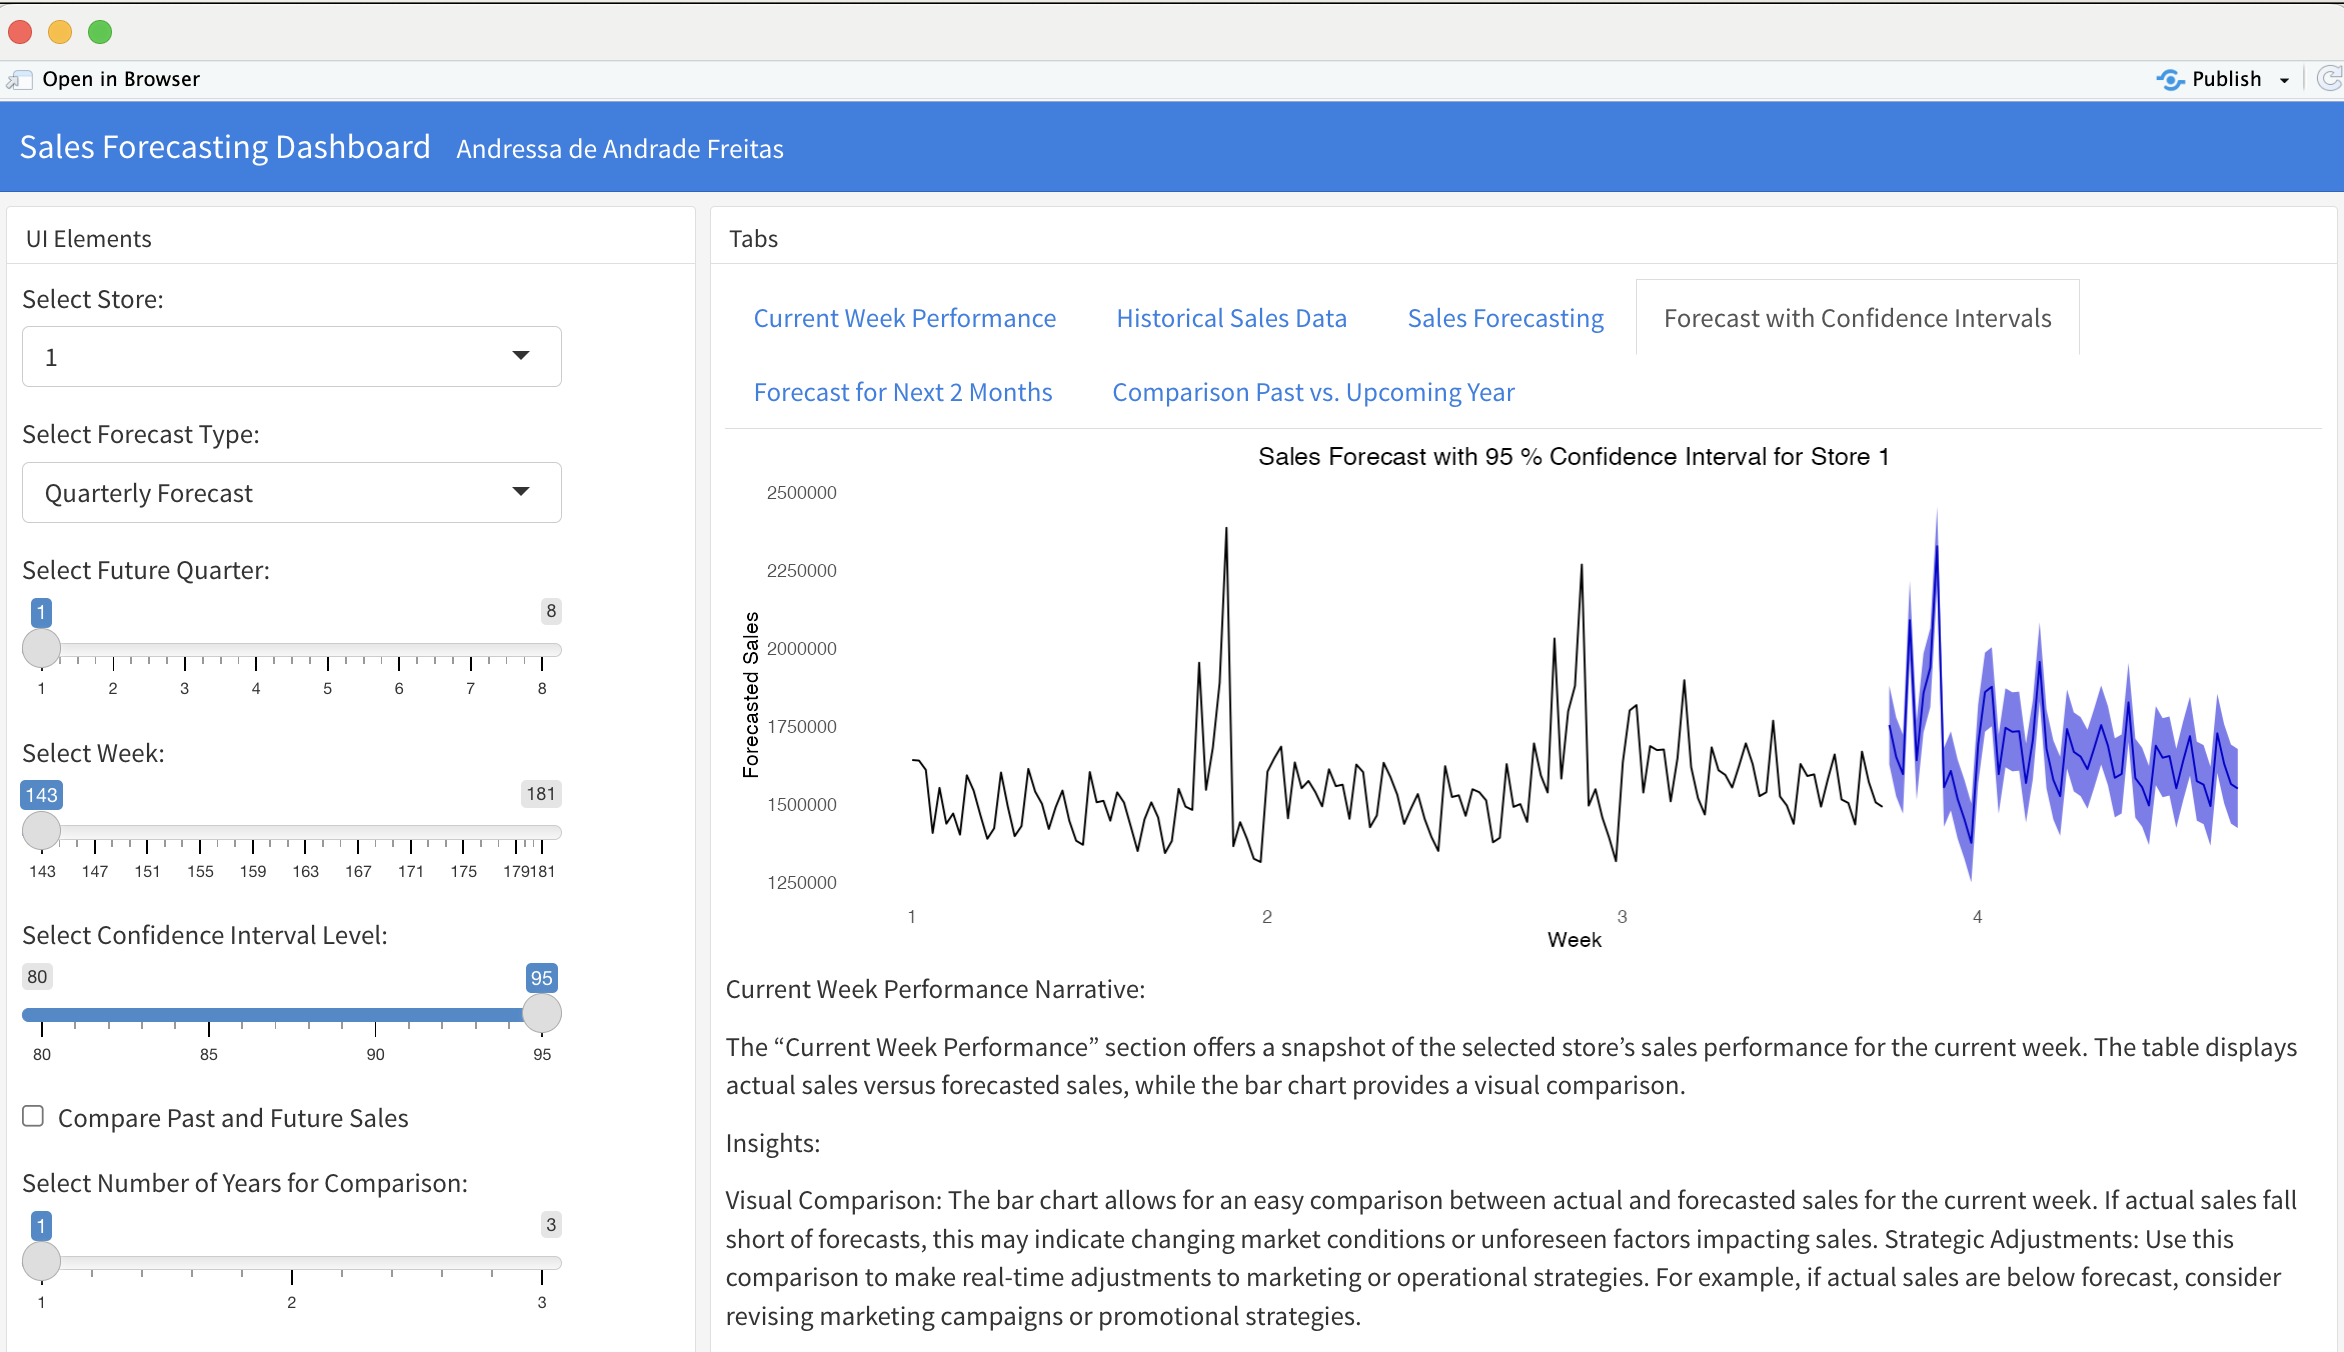 Open in Browser
Publish
Sales Forecasting Dashboard Andressa de Andrade Freitas
UI Elements
Select Store:
1
Select Forecast Type:
Quarterly Forecast
Select Future Quarter:
1 8
1 2 3 4 5 6 7 8
Select Week:
143 181
143 147 151 155 159 163 167 171 175 179181
Select Confidence Interval Level:
80 95
80 85 90 95
Compare Past and Future Sales
Select Number of Years for Comparison:
1 3
1 2 3
Tabs
Current Week Performance Historical Sales Data Sales Forecasting Forecast with Confidence Intervals
Forecast for Next 2 Months Comparison Past vs. Upcoming Year
Sales Forecast with 95 % Confidence Interval for Store 1
Forecasted Sales
2500000
2250000
2000000
1750000
1500000
1250000
1 2 3 4
Week
Current Week Performance Narrative:
The “Current Week Performance” section offers a snapshot of the selected store’s sales performance for the current week. The table displays
actual sales versus forecasted sales, while the bar chart provides a visual comparison.
Insights:
Visual Comparison: The bar chart allows for an easy comparison between actual and forecasted sales for the current week. If actual sales fall
short of forecasts, this may indicate changing market conditions or unforeseen factors impacting sales. Strategic Adjustments: Use this
comparison to make real-time adjustments to marketing or operational strategies. For example, if actual sales are below forecast, consider
revising marketing campaigns or promotional strategies.